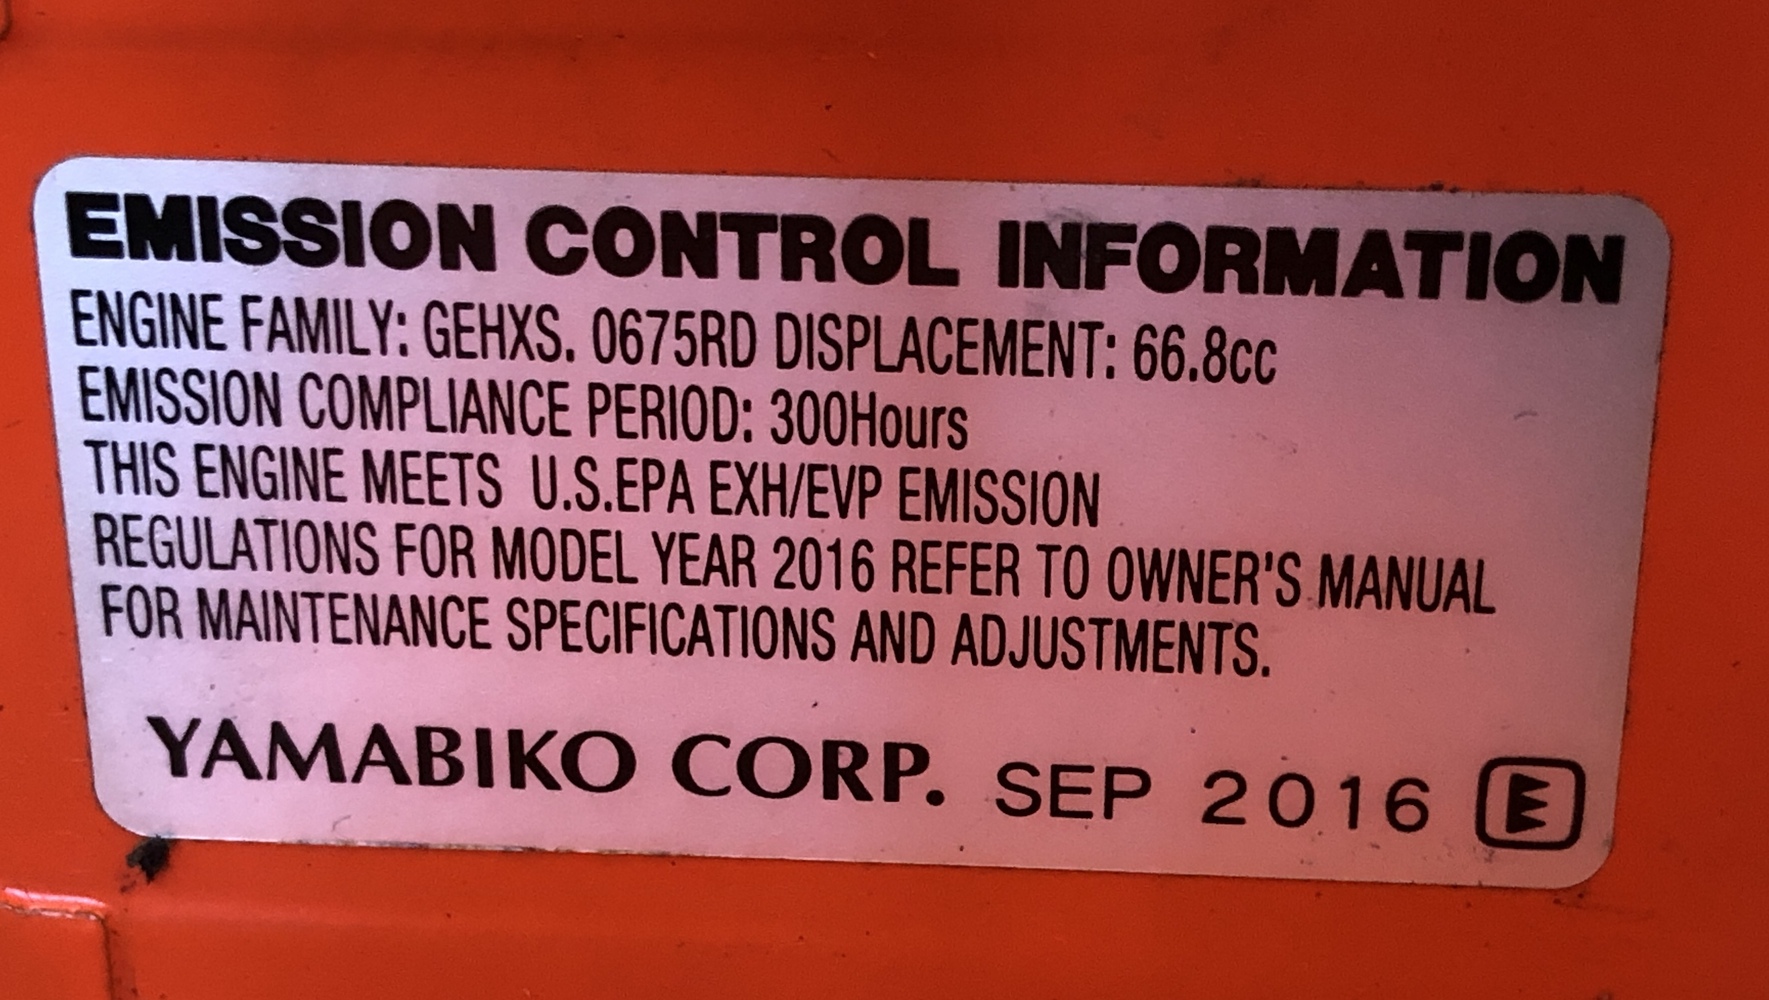 EMISSION CONTROL INFORMATION
ENGINE FAMILY: GEHXS. 0675RD DISPLACEMENT: 66.8cc
EMISSION COMPLIANCE PERIOD: 300Hours
THIS ENGINE MEETS U.S.EPA EXH/EVP EMISSION
REGULATIONS FOR MODEL YEAR 2016 REFER TO OWNER'S MANUAL
FOR MAINTENANCE SPECIFICATIONS AND ADJUSTMENTS.
YAMABIKO CORP. SEP 2016 E